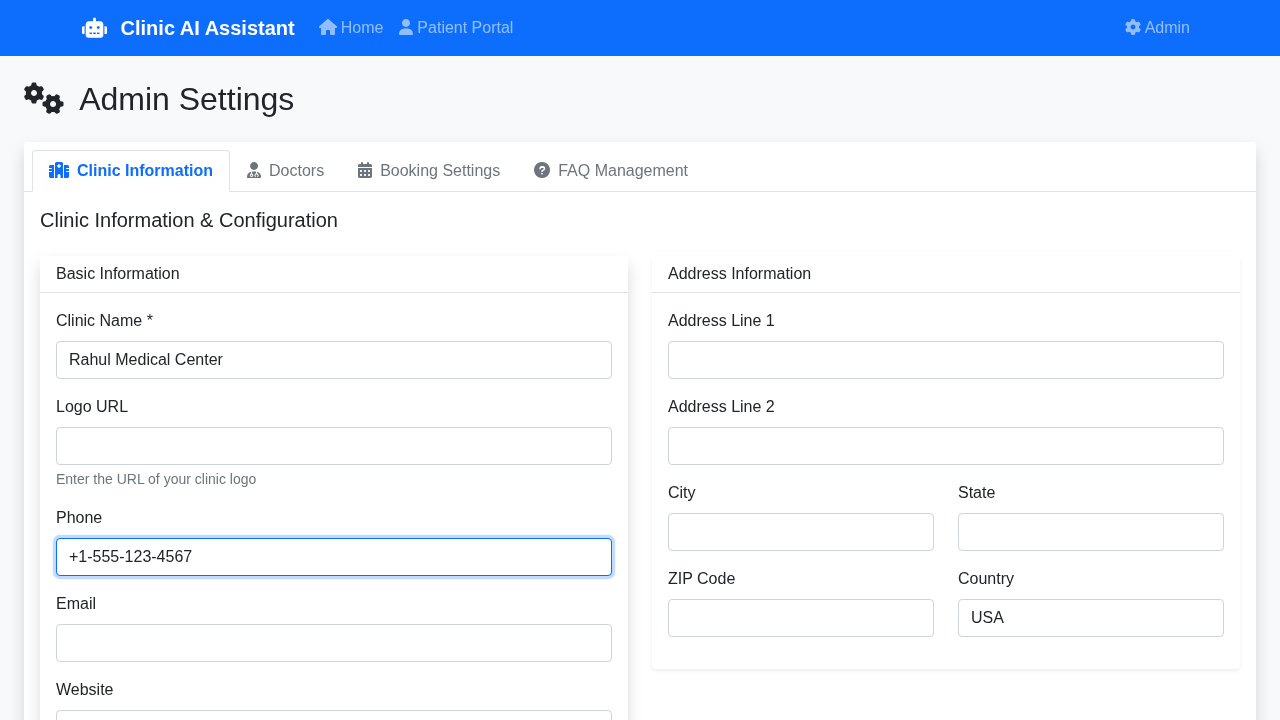 Clinic AI Assistant
Home
Patient Portal
Admin
Admin Settings
Clinic Information
Doctors
Booking Settings
FAQ Management
Clinic Information & Configuration
Basic Information
Clinic Name *
Rahul Medical Center
Logo URL
Enter the URL of your clinic logo
Phone
+1-555-123-4567
Email
Website
Address Information
Address Line 1
Address Line 2
City
State
ZIP Code
Country
USA